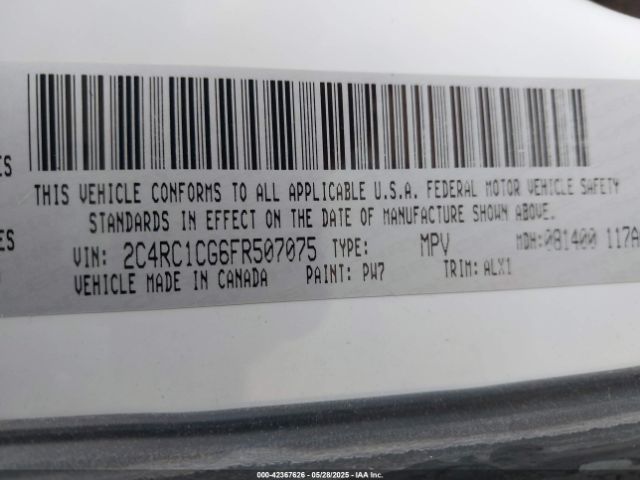 ES
THIS VEHICLE CONFORMS TO ALL APPLICABLE U.S.A. FEDERAL MOTOR VEHICLE SAFETY
STANDARDS IN EFFECT ON THE DATE OF MANUFACTURE SHOWN ABOVE.
ES
VIN: 2C4RC1CG6FR507075 TYPE: MPV MDH:081400 117A
VEHICLE MADE IN CANADA PAINT: PW7 TRIM: ALX1
000-42367626 - 05/28/2025 - IAA Inc.